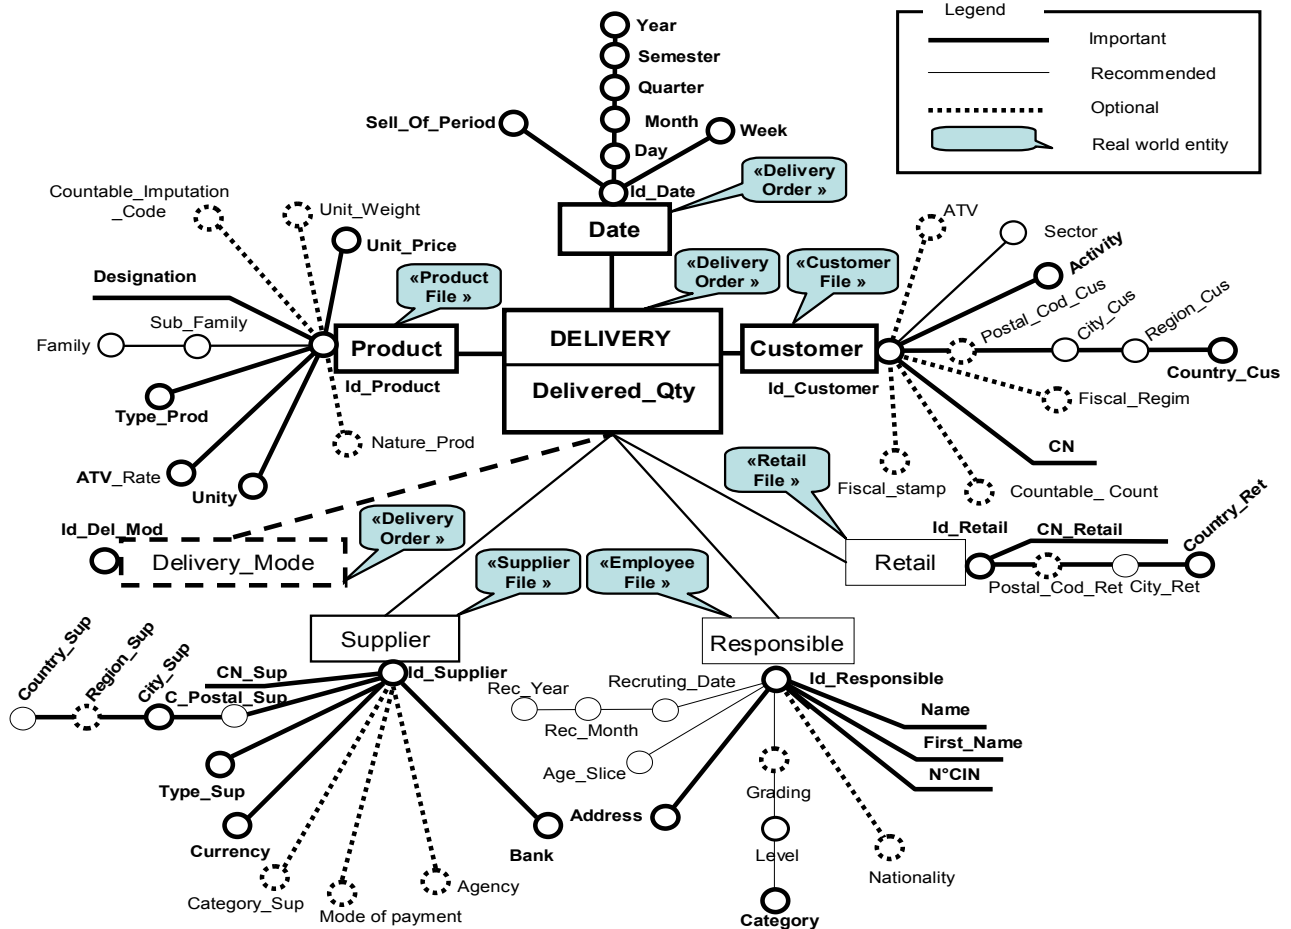 Legend
Important
Recommended
Optional
Real world entity
Year
Semester
Quarter
Month
Week
Day
Sell_Of_Period
Id_Date
«Delivery
Order »
Date
Countable_Imputation
_Code
Unit_Weight
Unit_Price
Designation
«Product
File »
Sub_Family
Family
Product
Id_Product
Type_Prod
Nature_Prod
ATV_Rate
Unity
«Delivery
Order »
DELIVERY
Delivered_Qty
«Customer
File »
Customer
Id_Customer
ATV
Sector
Activity
Postal_Cod_Cus
City_Cus
Region_Cus
Country_Cus
Fiscal_Regim
CN
Fiscal_stamp
Countable_ Count
Id_Del_Mod
Delivery_Mode
«Delivery
Order »
«Retail
File »
Id_Retail
Retail
CN_Retail
Country_Ret
Postal_Cod_Ret
City_Ret
«Supplier
File »
Supplier
Id_Supplier
Country_Sup
Region_Sup
City_Sup
CN_Sup
C_Postal_Sup
Type_Sup
Currency
Category_Sup
Mode of payment
Agency
Bank
«Employee
File »
Responsible
Id_Responsible
Rec_Year
Recruting_Date
Rec_Month
Age_Slice
Address
Grading
Level
Category
Nationality
Name
First_Name
N°CIN